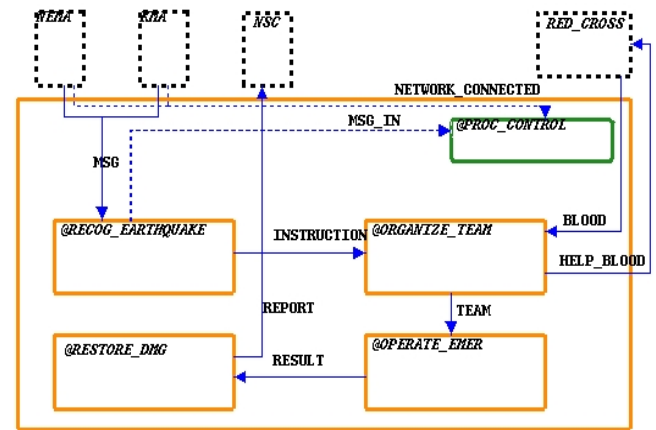 NEMA
KMA
NSC
RED_CROSS
NETWORK_CONNECTED
MSG_IN
@PROC_CONTROL
MSG
@RECOG_EARTHQUAKE
INSTRUCTION
@ORGANIZE_TEAM
BLOOD
HELP_BLOOD
REPORT
TEAM
@RESTORE_DMG
RESULT
@OPERATE_EMER